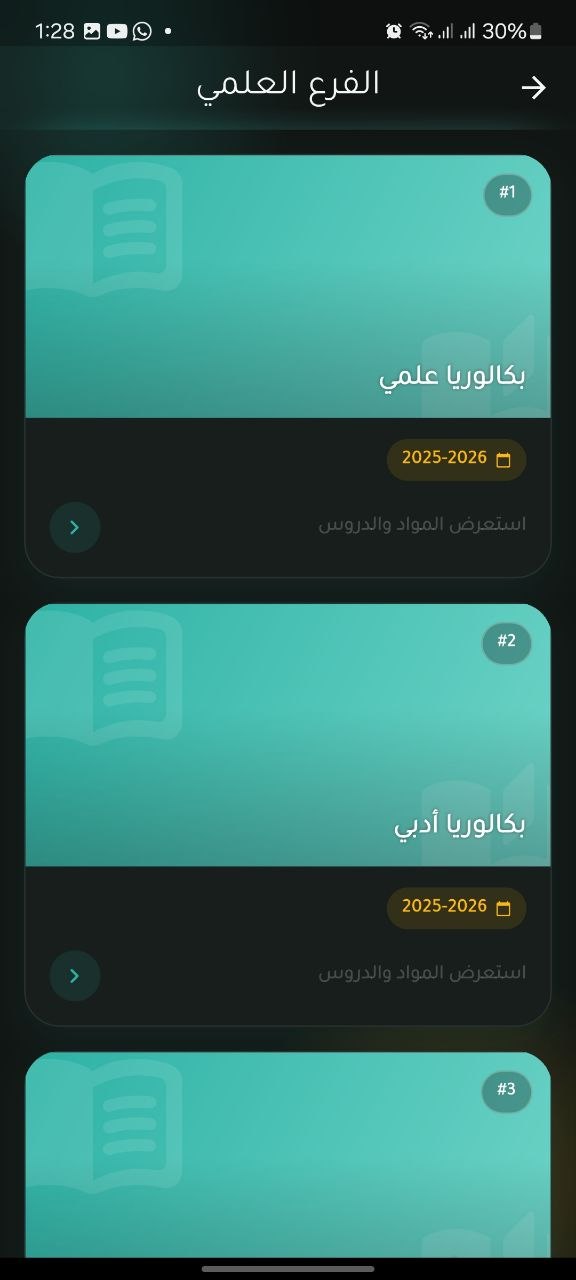 1:28
30%
الفرع العلمي
#1
بكالوريا علمي
2025-2026
استعرض المواد والدروس
#2
بكالوريا أدبي
2025-2026
استعرض المواد والدروس
#3